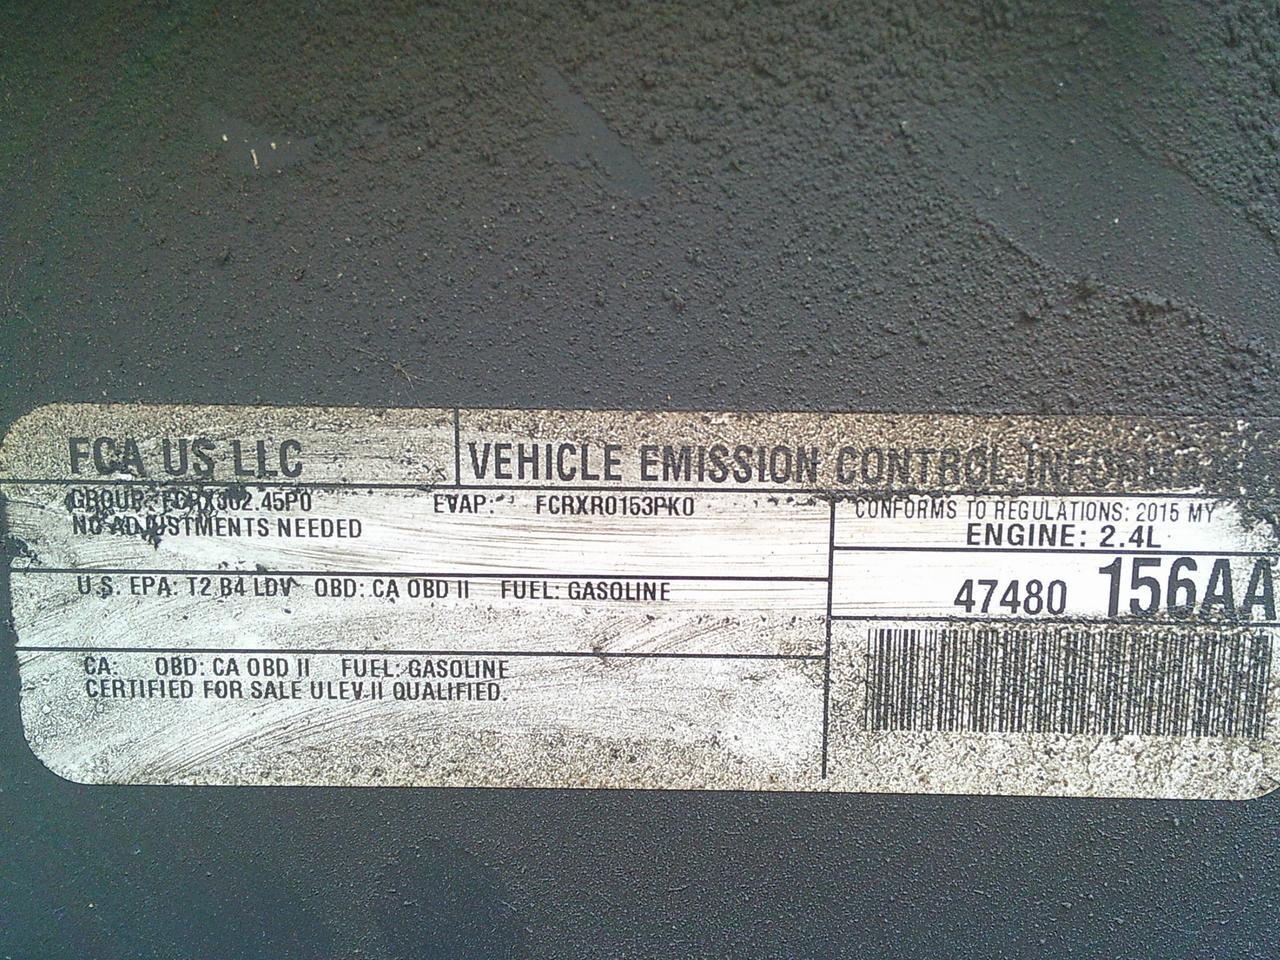 FCA US LLC
VEHICLE EMISSION CONTROL
GROUP: EVAP: FCRXR0153PK0
NO ADJUSTMENTS NEEDED
CONFORMS TO REGULATIONS: 2015 MY
ENGINE: 2.4L
U.S. EPA: T2 B4 LDV OBD: CA OBD II FUEL: GASOLINE
47480 156AA
CA: OBD: CA OBD II FUEL: GASOLINE
CERTIFIED FOR SALE ULEV II QUALIFIED.